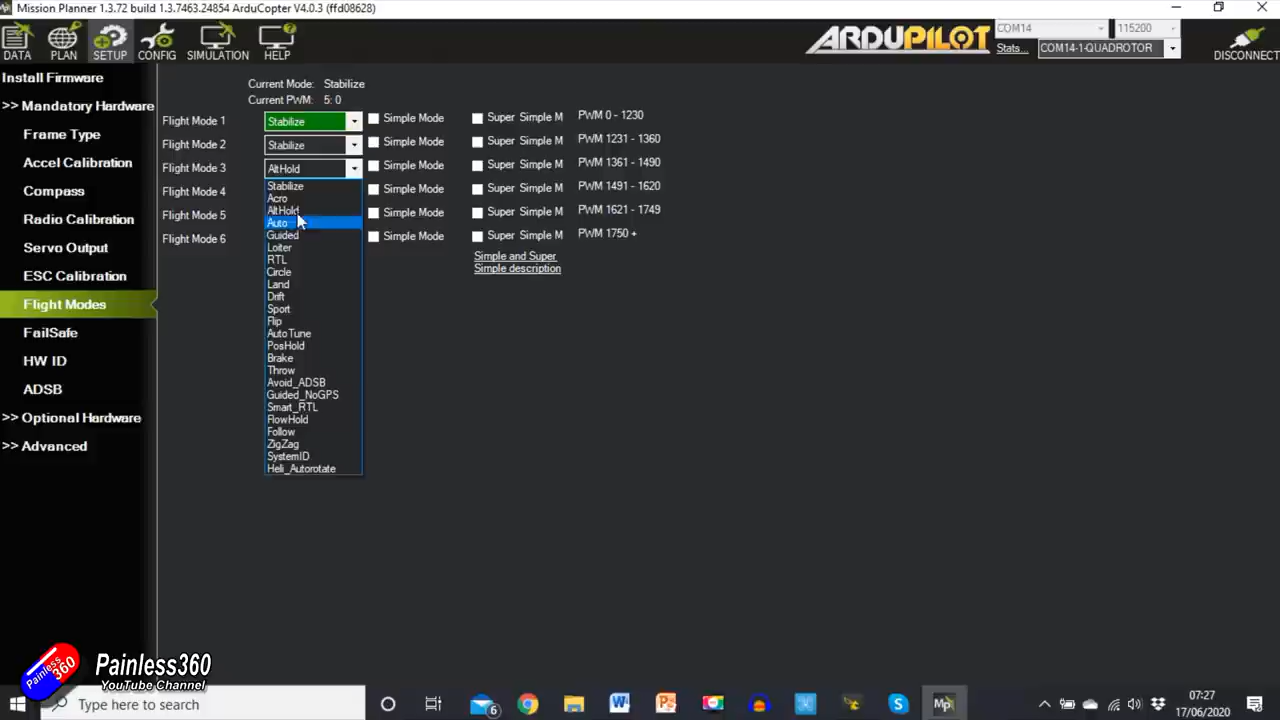 Mission Planner 1.3.72 build 1.3.7463.24854 ArduCopter V4.0.3 (ffd08628)
DATA
PLAN
SETUP
CONFIG
SIMULATION
HELP
ARDUPILOT
COM14
115200
Stats...
COM14-1-QUADROTOR
DISCONNECT
Install Firmware
>> Mandatory Hardware
Frame Type
Accel Calibration
Compass
Radio Calibration
Servo Output
ESC Calibration
Flight Modes
FailSafe
HW ID
ADSB
>> Optional Hardware
>> Advanced
Current Mode: Stabilize
Current PWM: 5: 0
Flight Mode 1 Stabilize Simple Mode Super Simple M PWM 0 - 1230
Flight Mode 2 Stabilize Simple Mode Super Simple M PWM 1231 - 1360
Flight Mode 3 AltHold Simple Mode Super Simple M PWM 1361 - 1490
Flight Mode 4 Simple Mode Super Simple M PWM 1491 - 1620
Flight Mode 5 Simple Mode Super Simple M PWM 1621 - 1749
Flight Mode 6 Simple Mode Super Simple M PWM 1750 +
Simple and Super
Simple description
Stabilize
Acro
AltHold
Auto
Guided
Loiter
RTL
Circle
Land
Drift
Sport
Flip
AutoTune
PosHold
Brake
Throw
Avoid_ADSB
Guided_NoGPS
Smart_RTL
FlowHold
Follow
ZigZag
SystemID
Heli_Autorotate
Painless 360
Painless360
YouTube Channel
Type here to search
6
07:27
17/06/2020